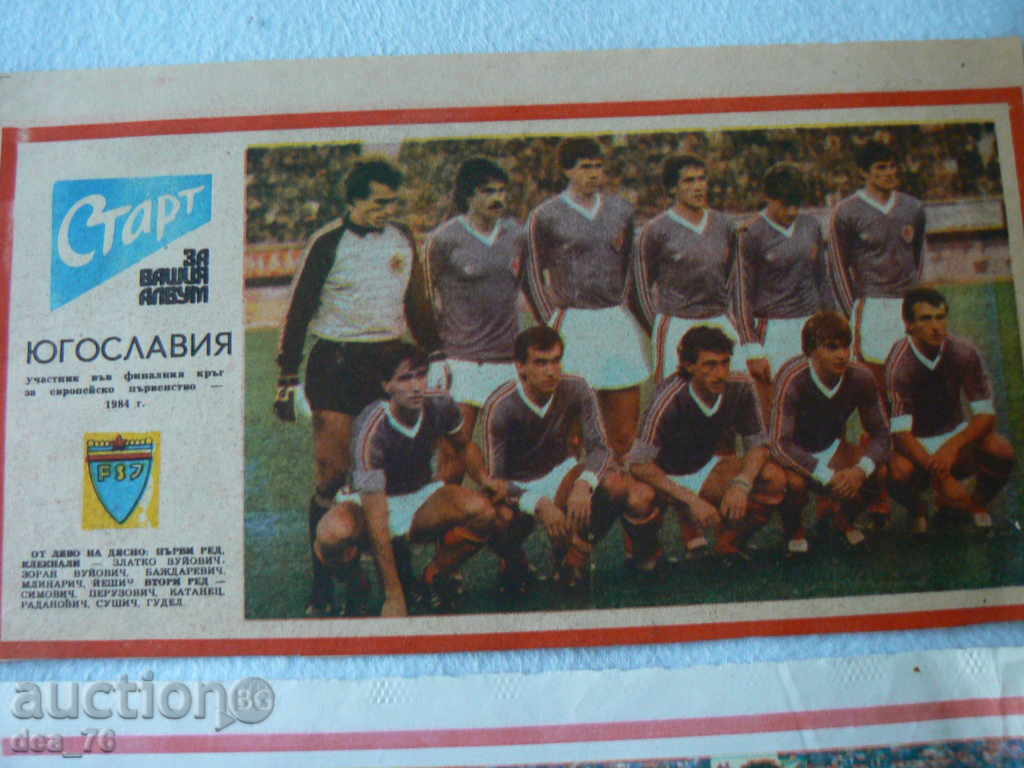 Старт
ЗА
ВАШИЯ
АЛБУМ
ЮГОСЛАВИЯ
УЧАСТНИК ВЪВ ФИНАЛНИЯ КРЪГ
ЗА ЕВРОПЕЙСКО ПЪРВЕНСТВО —
1984 г.
FSJ
ОТ ЛЯВО НА ДЯСНО: ПЪРВИ РЕД,
КЛЕКНАЛИ — ЗЛАТКО ВУЙОВИЧ,
ЗОРАН ВУЙОВИЧ, БАЖДАРЕВИЧ,
МЛИНАРИЧ, ЙЕШИЧ ВТОРИ РЕД —
СИМОВИЧ, ПЕРУЗОВИЧ, КАТАНЕЦ,
РАДАНОВИЧ, СУШИЧ, ГУДЕЛ
auction BG
dea_76